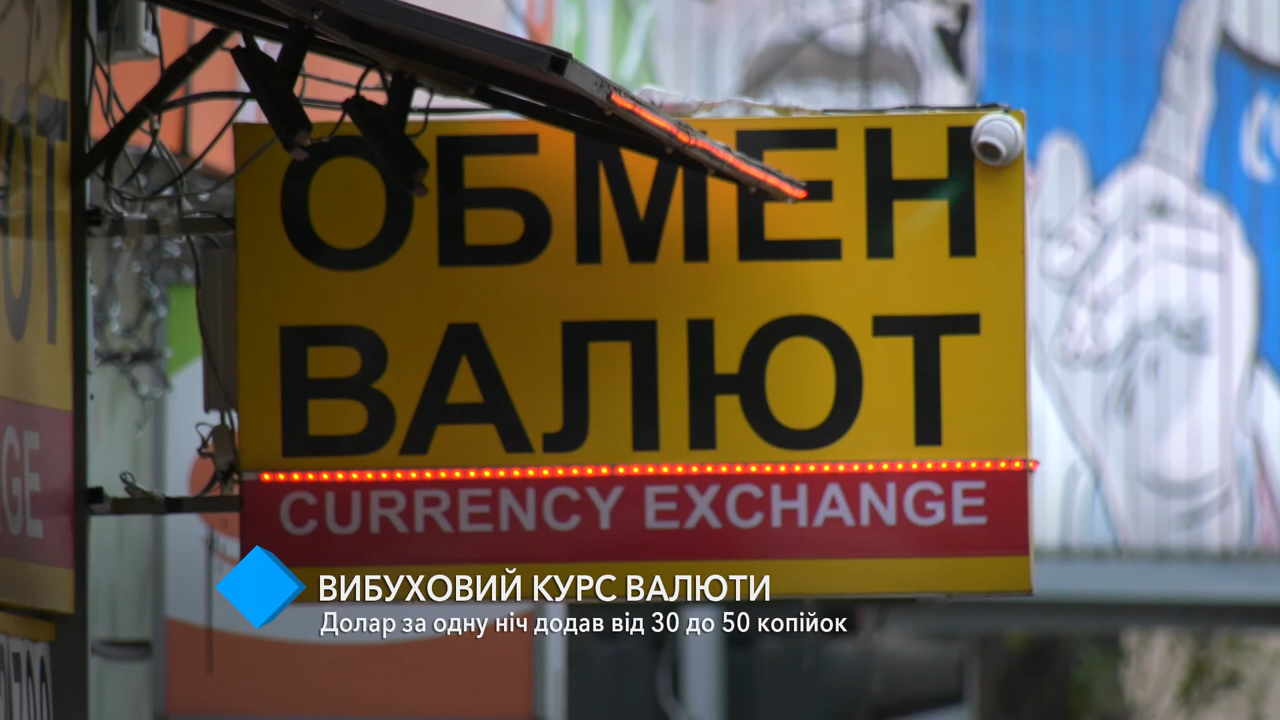 ОБМЕН
ВАЛЮТ
CURRENCY EXCHANGE
ВИБУХОВИЙ КУРС ВАЛЮТИ
Долар за одну ніч додав від 30 до 50 копійок